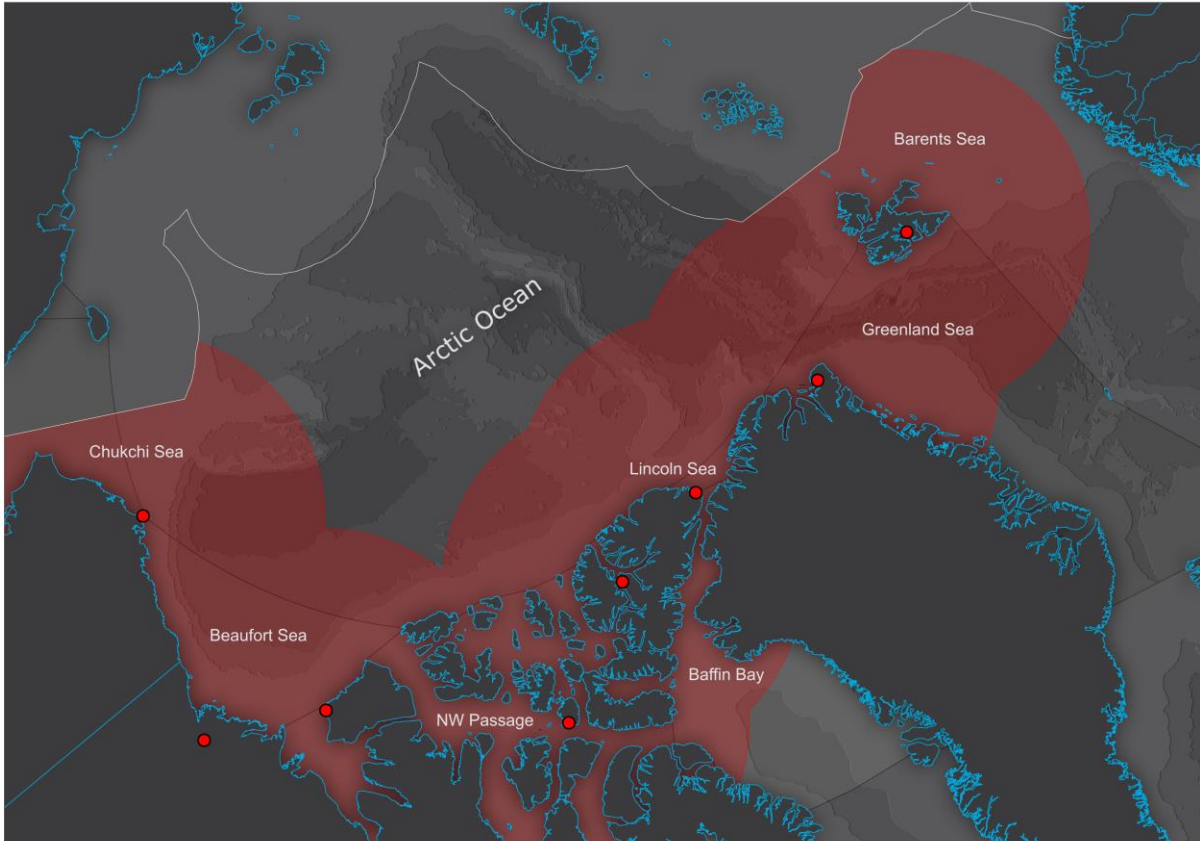 Barents Sea
Arctic Ocean
Greenland Sea
Chukchi Sea
Lincoln Sea
Beaufort Sea
Baffin Bay
NW Passage